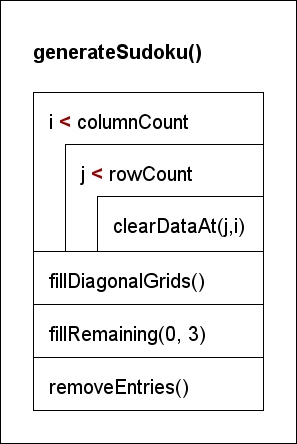 generateSudoku()
i < columnCount
j < rowCount
clearDataAt(j,i)
fillDiagonalGrids()
fillRemaining(0, 3)
removeEntries()